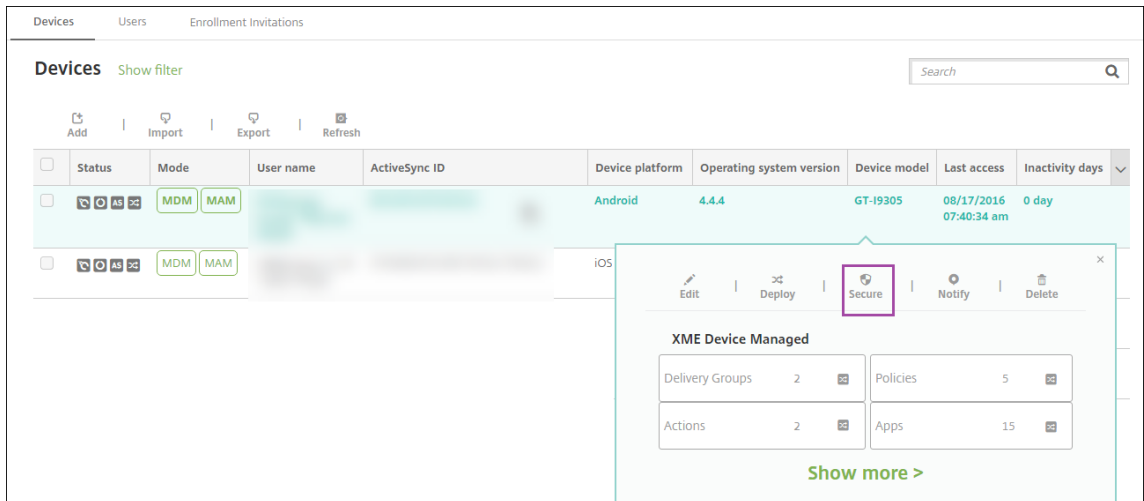 Devices Users Enrollment Invitations
Devices Show filter
Search
Add | Import | Export | Refresh
Status Mode User name ActiveSync ID Device platform Operating system version Device model Last access Inactivity days
AS MDM MAM Android 4.4.4 GT-I9305 08/17/2016 0 day
07:40:34 am
AS MDM MAM iOS
×
Edit | Deploy | Secure | Notify | Delete
XME Device Managed
Delivery Groups 2 Policies 5
Actions 2 Apps 15
Show more >